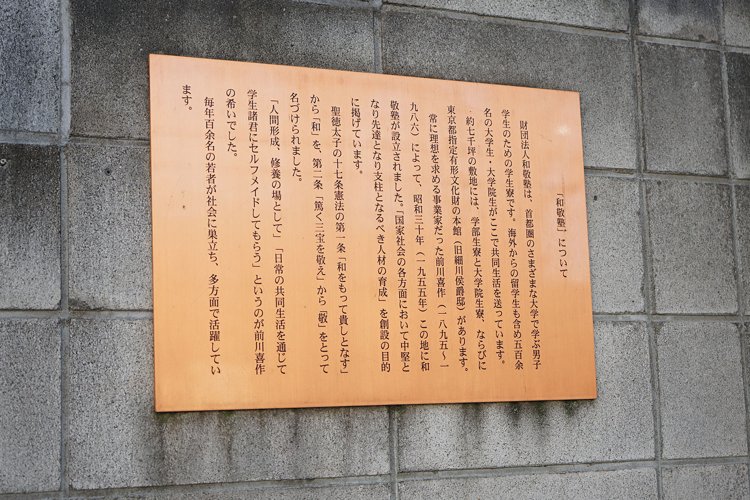 「和敬塾」について
財団法人和敬塾は、首都圏のさまざまな大学で学ぶ男子
学生のための学生寮です。海外からの留学生も含め五百余
名の大学生・大学院生がここで共同生活を送っています。
約七千坪の敷地には、学部生寮と大学院生寮、ならびに
東京都指定有形文化財の本館（旧細川侯爵邸）があります。
常に理想を求める事業家だった前川喜作（一八九五〜一
九八六）によって、昭和三十年（一九五五年）この地に和
敬塾が設立されました。「国家社会の各方面において中堅と
なり先達となり支柱となるべき人材の育成」を創設の目的
に掲げています。
聖徳太子の十七条憲法の第一条「和をもって貴しとなす」
から「和」を、第二条「篤く三宝を敬え」から「敬」をとって
名づけられました。
「人間形成、修養の場として」「日常の共同生活を通じて
学生諸君にセルフメイドしてもらう」というのが前川喜作
の希いでした。
毎年百余名の若者が社会に巣立ち、多方面で活躍してい
ます。